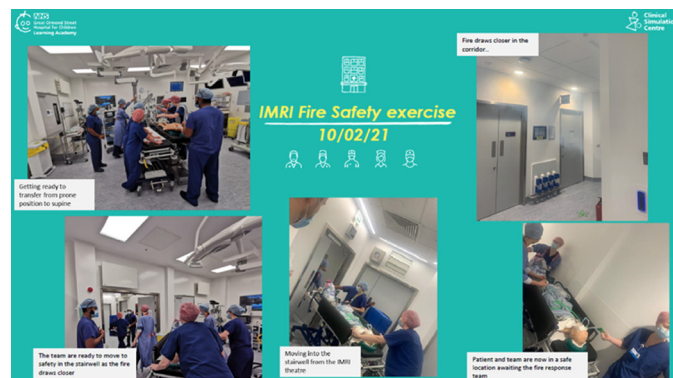 NHS
Great Ormond Street
Hospital for Children
Learning Academy
Clinical
Simulation
Centre
IMRI Fire Safety exercise
10/02/21
Fire draws closer in the
corridor..
Getting ready to
transfer from prone
position to supine
The team are ready to move to
safety in the stairwell as the fire
draws closer
Moving into the
stairwell from the IMRI
theatre
Patient and team are now in a safe
location awaiting the fire response
team